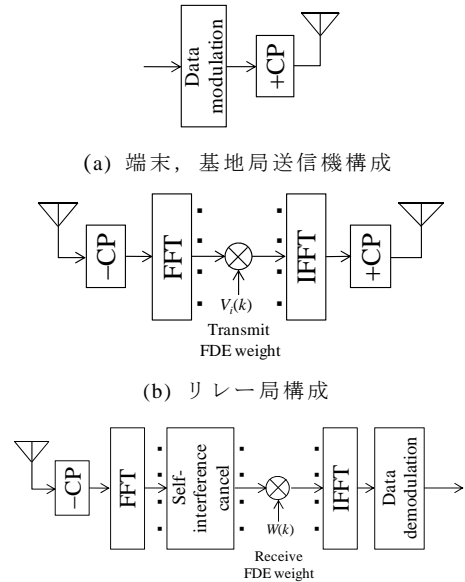 Data
modulation
+CP
(a) 端末，基地局送信機構成
−CP
FFT
IFFT
+CP
Vi(k)
Transmit
FDE weight
(b) リレー局構成
−CP
FFT
Self-
interference
cancel
IFFT
Data
demodulation
W(k)
Receive
FDE weight